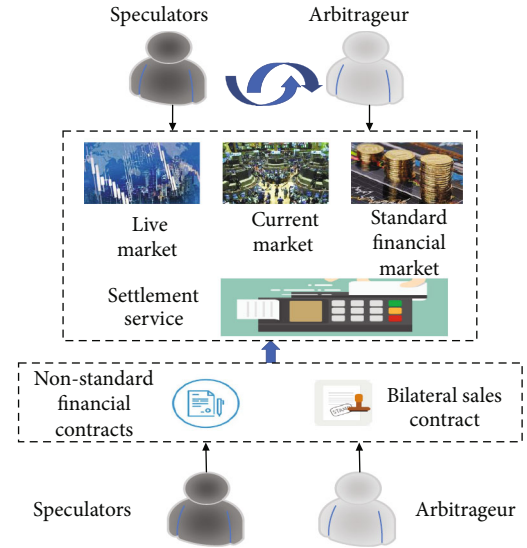 Speculators
Arbitrageur
Live
market
Current
market
Standard
financial
market
Settlement
service
Non-standard
financial
contracts
STAMP
Bilateral sales
contract
Speculators
Arbitrageur